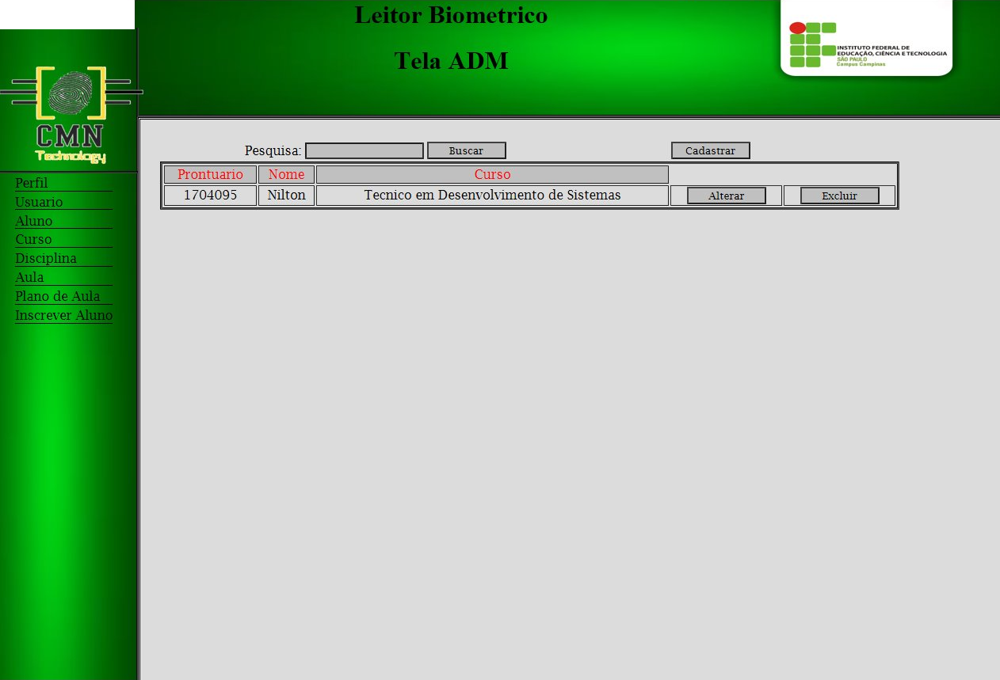 Leitor Biometrico
Tela ADM
INSTITUTO FEDERAL DE
EDUCAÇÃO, CIÊNCIA E TECNOLOGIA
SÃO PAULO
Campus Campinas
CMN
Technology
Perfil
Usuario
Aluno
Curso
Disciplina
Aula
Plano de Aula
Inscrever Aluno
Pesquisa: Buscar Cadastrar
Prontuario Nome Curso
1704095 Nilton Tecnico em Desenvolvimento de Sistemas Alterar Excluir